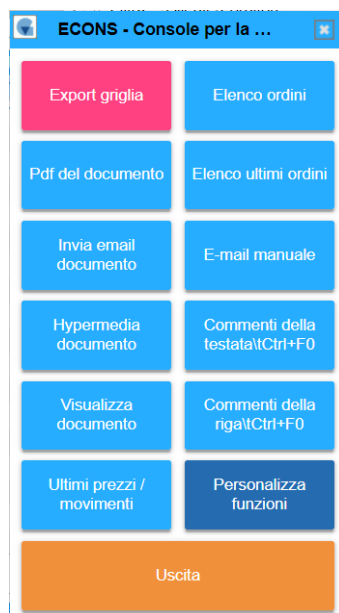 ECONS - Console per la ...
Export griglia
Elenco ordini
Pdf del documento
Elenco ultimi ordini
Invia email
documento
E-mail manuale
Hypermedia
documento
Commenti della
testata\tCtrl+F0
Visualizza
documento
Commenti della
riga\tCtrl+F0
Ultimi prezzi /
movimenti
Personalizza
funzioni
Uscita